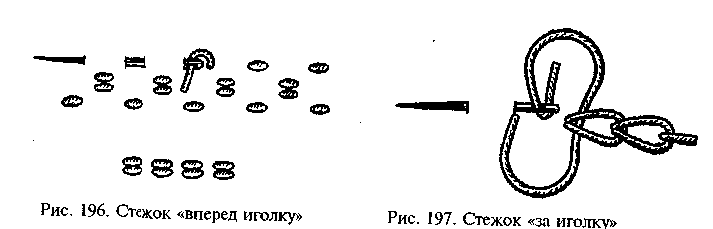 Рис. 196. Стежок «вперед иголку»
Рис. 197. Стежок «за иголку»